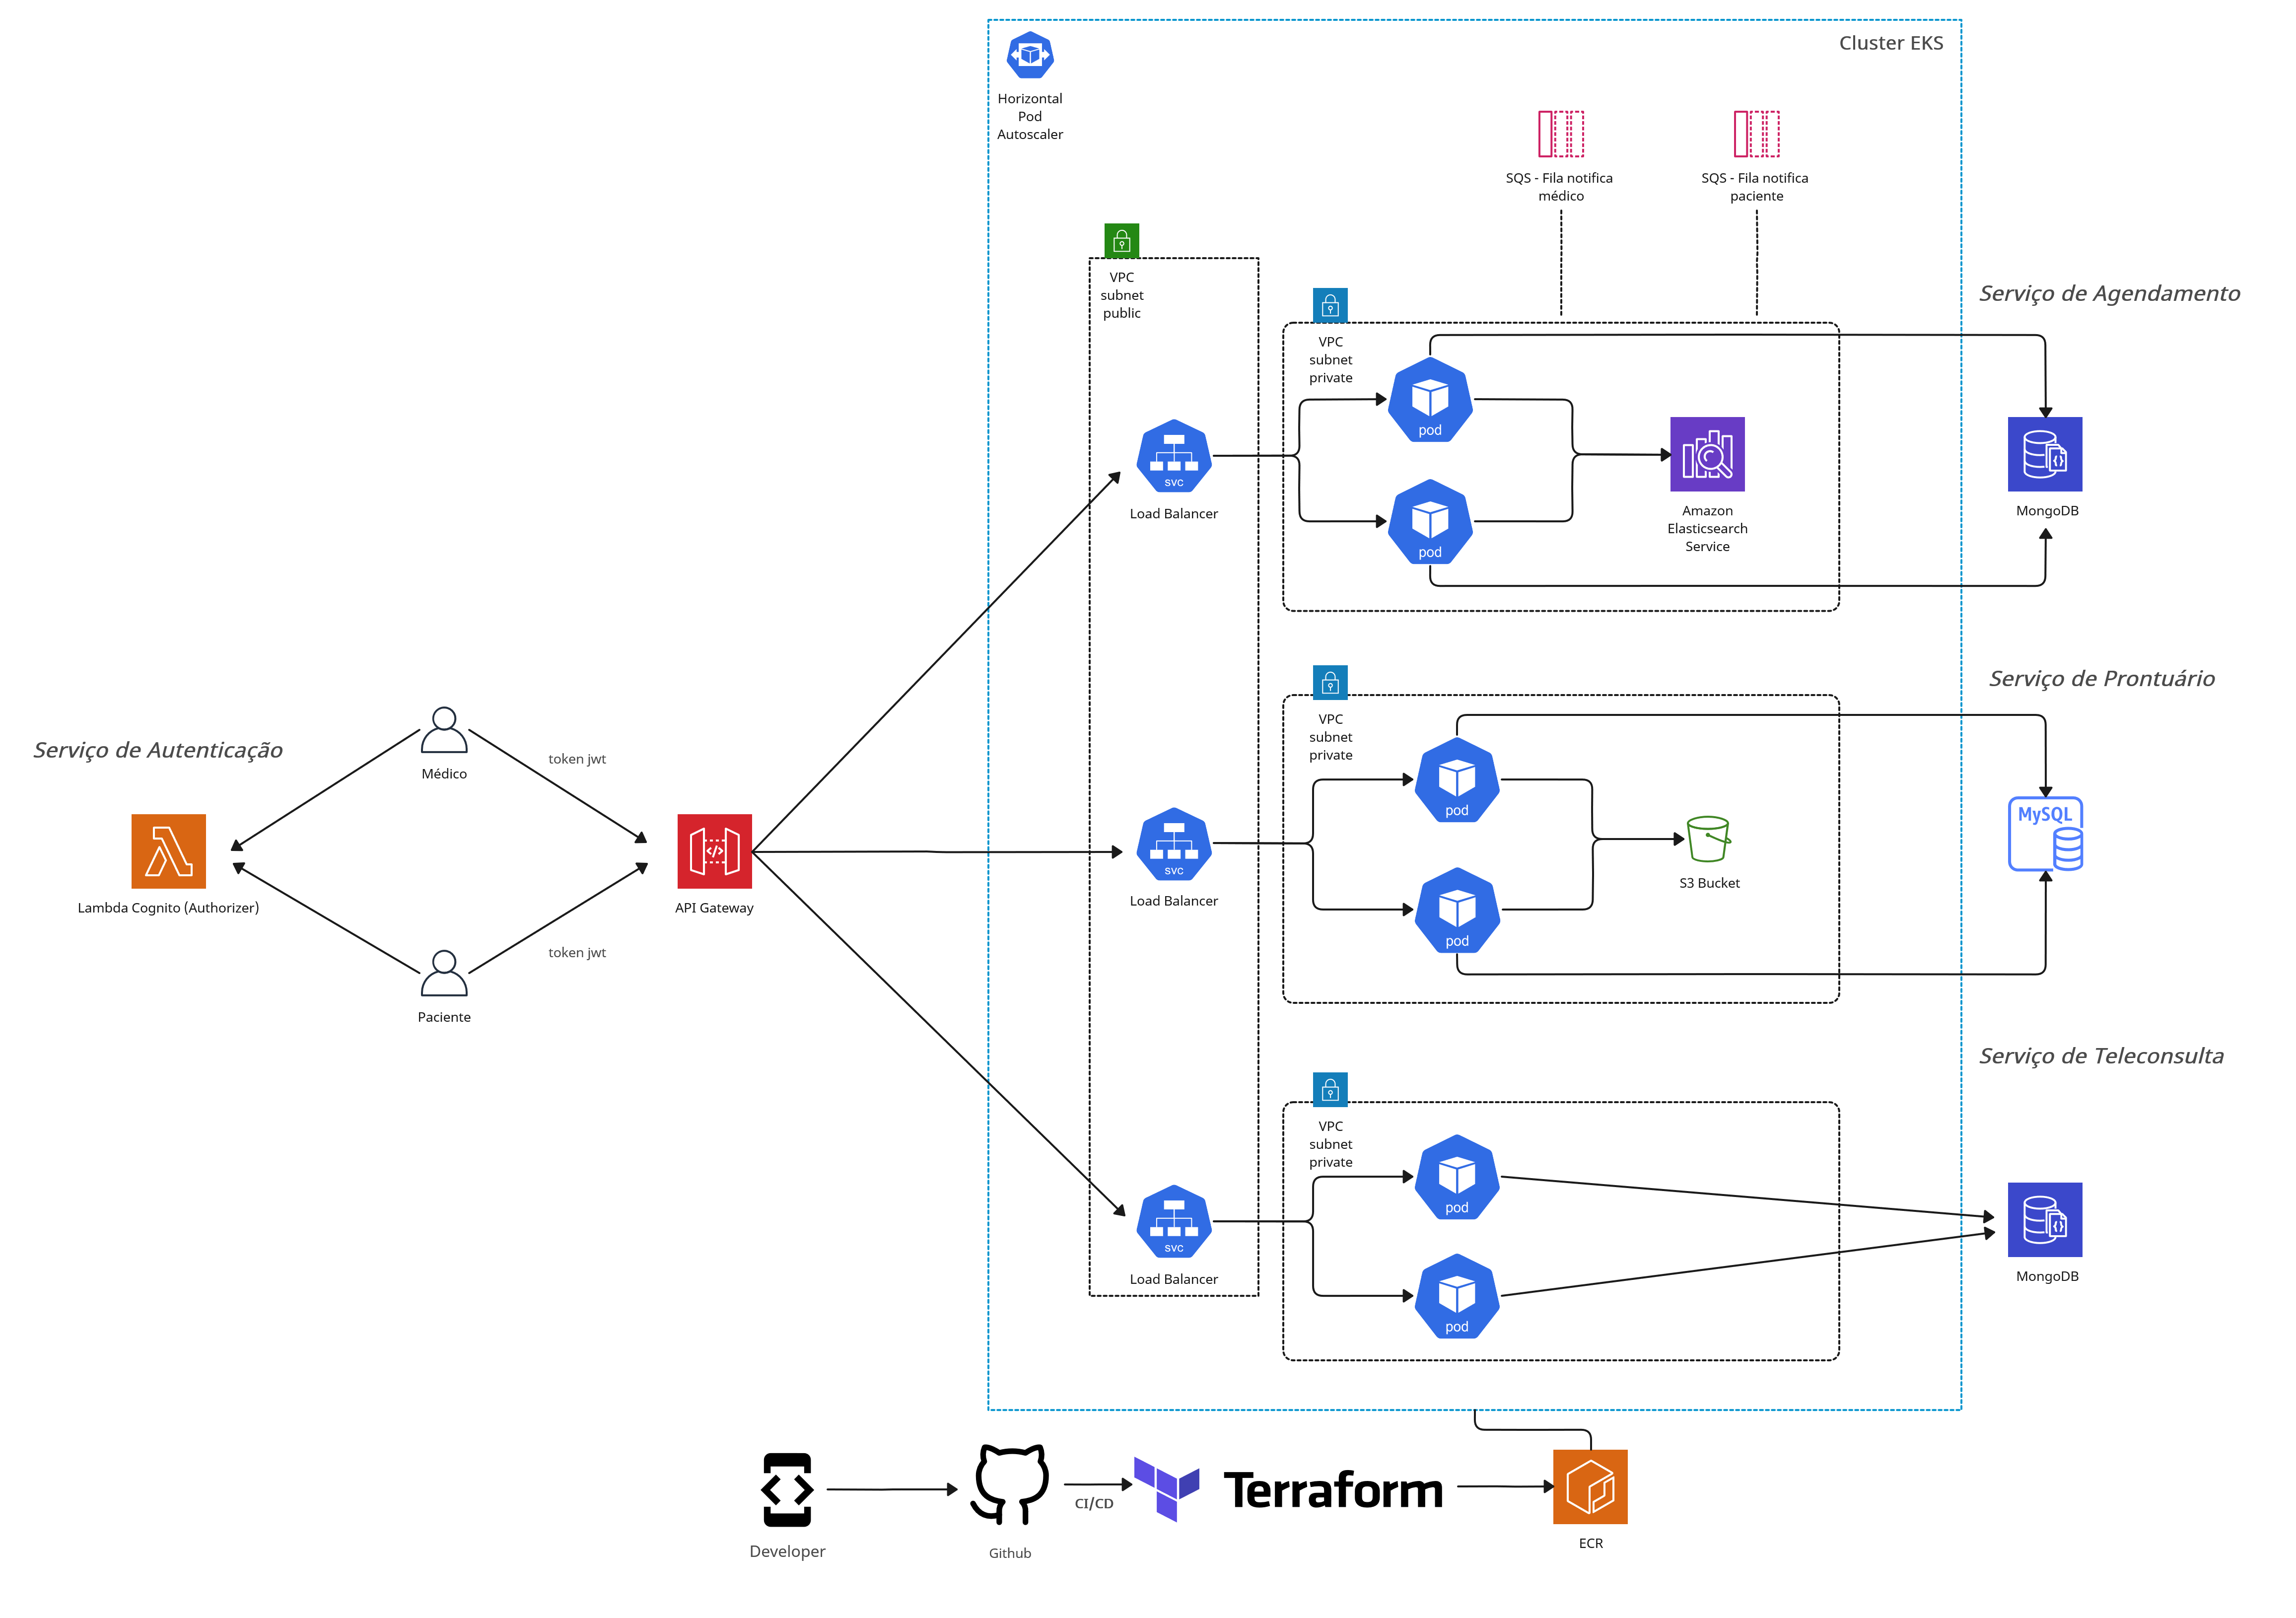 Cluster EKS
Horizontal
Pod
Autoscaler
SQS - Fila notifica
médico
SQS - Fila notifica
paciente
VPC
subnet
public
Serviço de Agendamento
VPC
subnet
private
pod
svc
Load Balancer
pod
Amazon
Elasticsearch
Service
MongoDB
Serviço de Prontuário
VPC
subnet
private
pod
MySQL
svc
Load Balancer
pod
S3 Bucket
Serviço de Autenticação
Médico
token jwt
Lambda Cognito (Authorizer)
API Gateway
token jwt
Paciente
Serviço de Teleconsulta
VPC
subnet
private
pod
svc
Load Balancer
pod
MongoDB
Developer
Github
CI/CD
Terraform
ECR